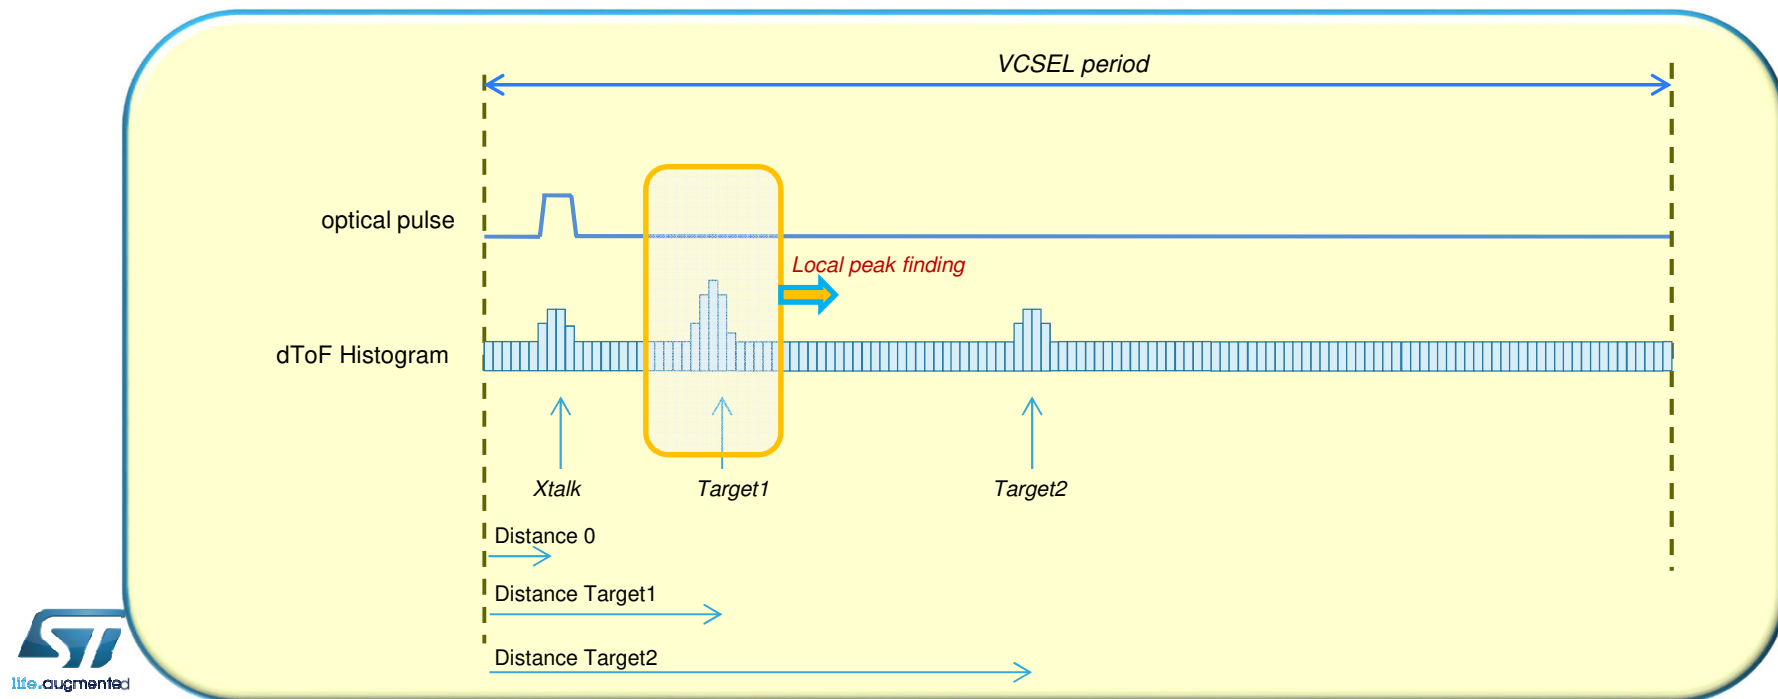 VCSEL period
optical pulse
Local peak finding
dToF Histogram
Xtalk
Target1
Target2
Distance 0
Distance Target1
Distance Target2
ST
life.augmented